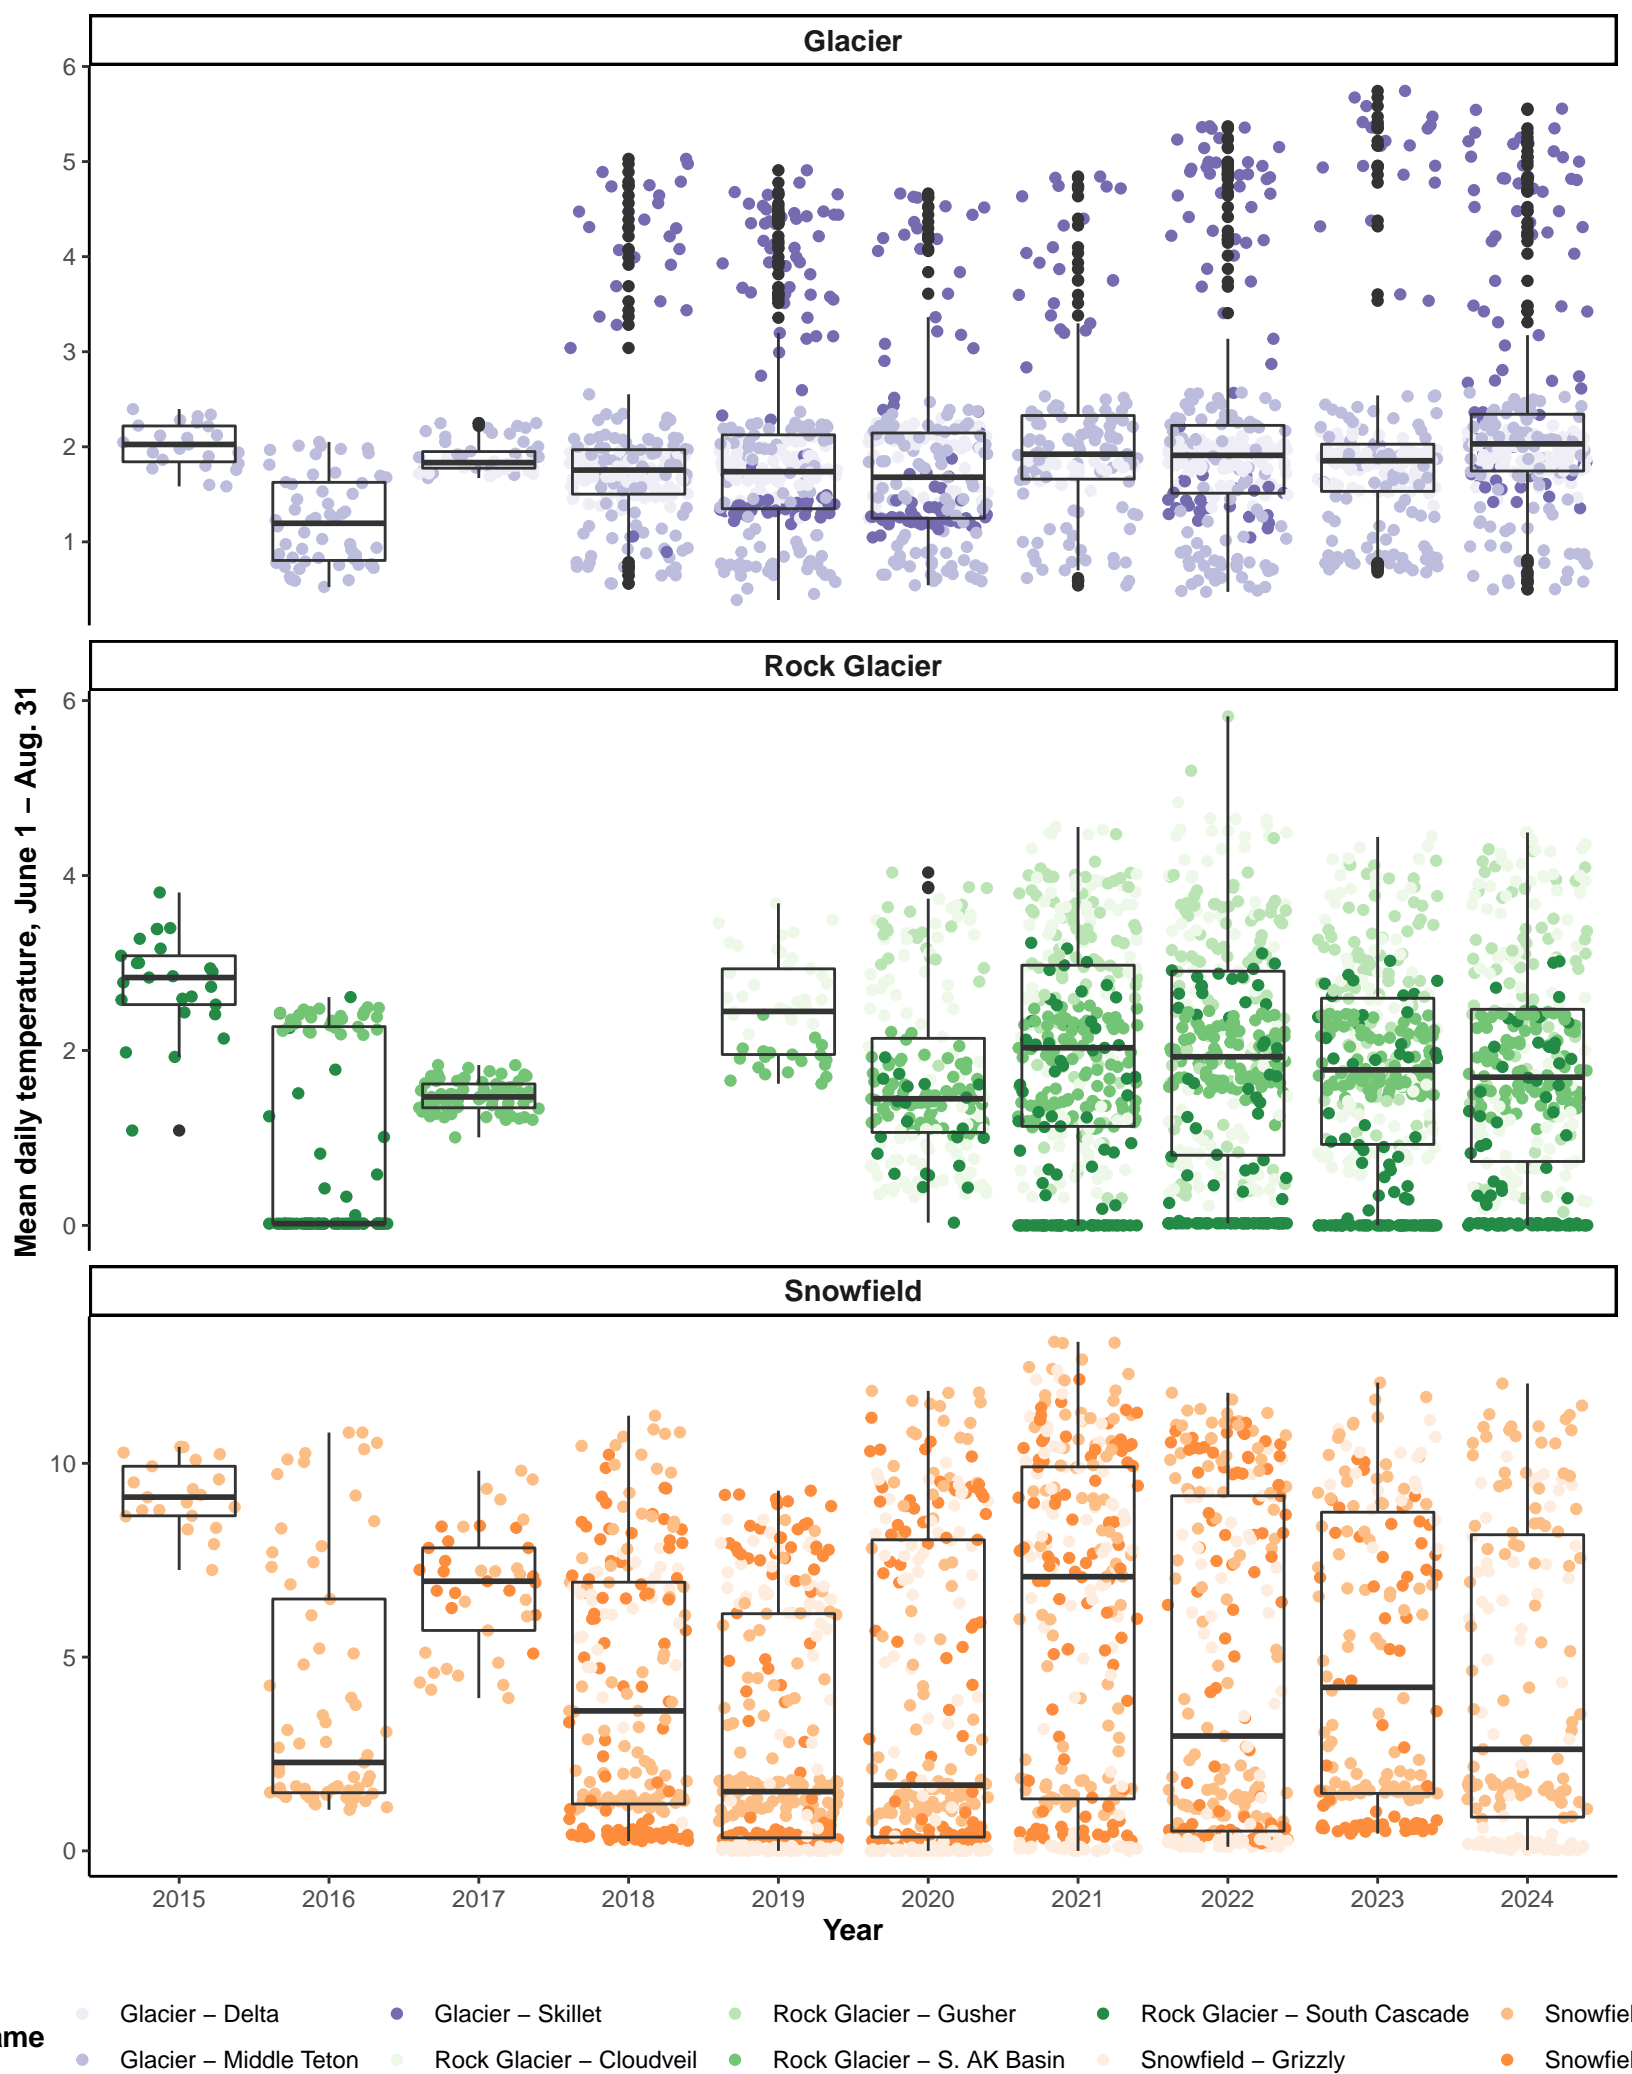 Glacier
6
5
4
3
2
1
Rock Glacier
6
4
2
0
Mean daily temperature, June 1 – Aug. 31
Snowfield
10
5
0
2015 2016 2017 2018 2019 2020 2021 2022 2023 2024
Year
Glacier – Delta Glacier – Skillet Rock Glacier – Gusher Rock Glacier – South Cascade Snowfiel
ame
Glacier – Middle Teton Rock Glacier – Cloudveil Rock Glacier – S. AK Basin Snowfield – Grizzly Snowfiel